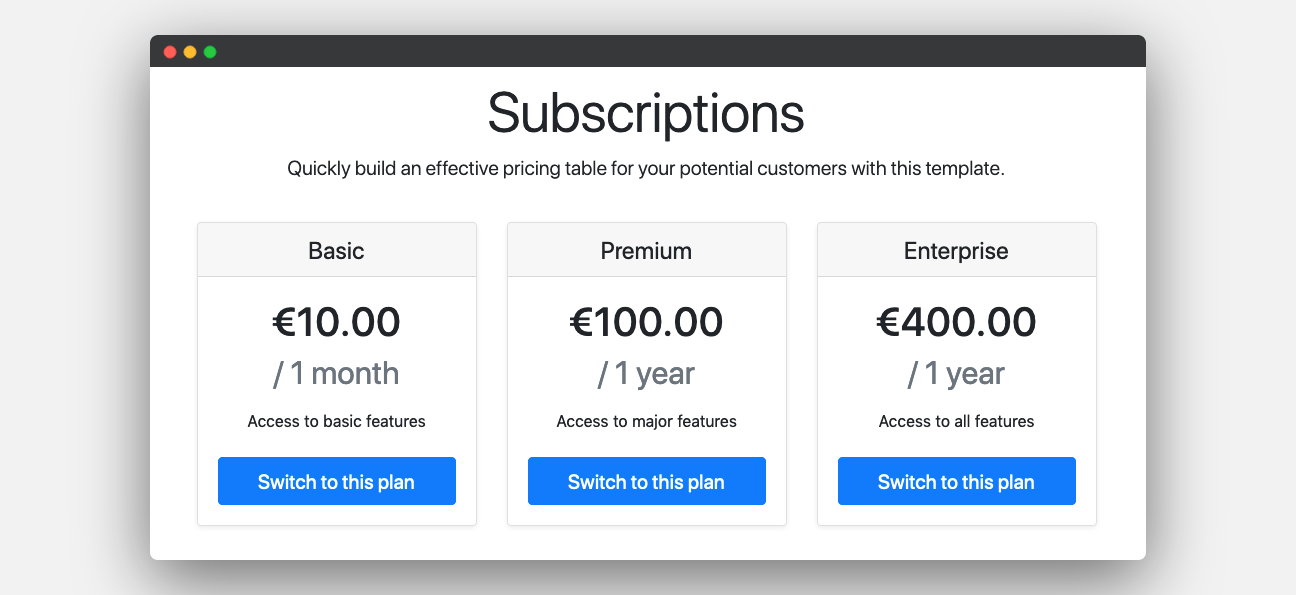 Subscriptions
Quickly build an effective pricing table for your potential customers with this template.
Basic
€10.00
/ 1 month
Access to basic features
Switch to this plan
Premium
€100.00
/ 1 year
Access to major features
Switch to this plan
Enterprise
€400.00
/ 1 year
Access to all features
Switch to this plan